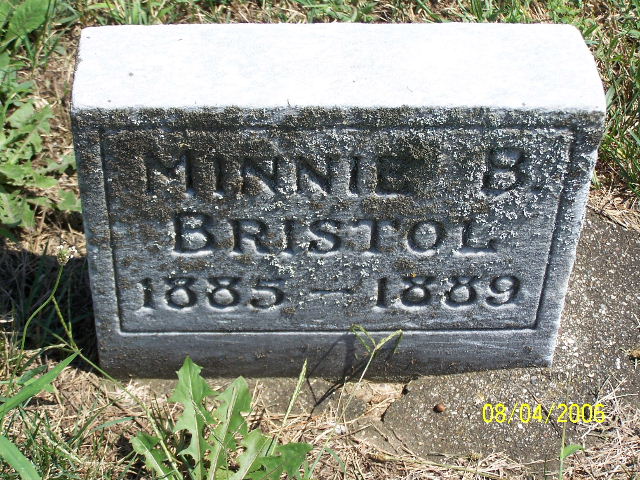 MINNIE B.
BRISTOL
1885 – 1889
08/04/2006